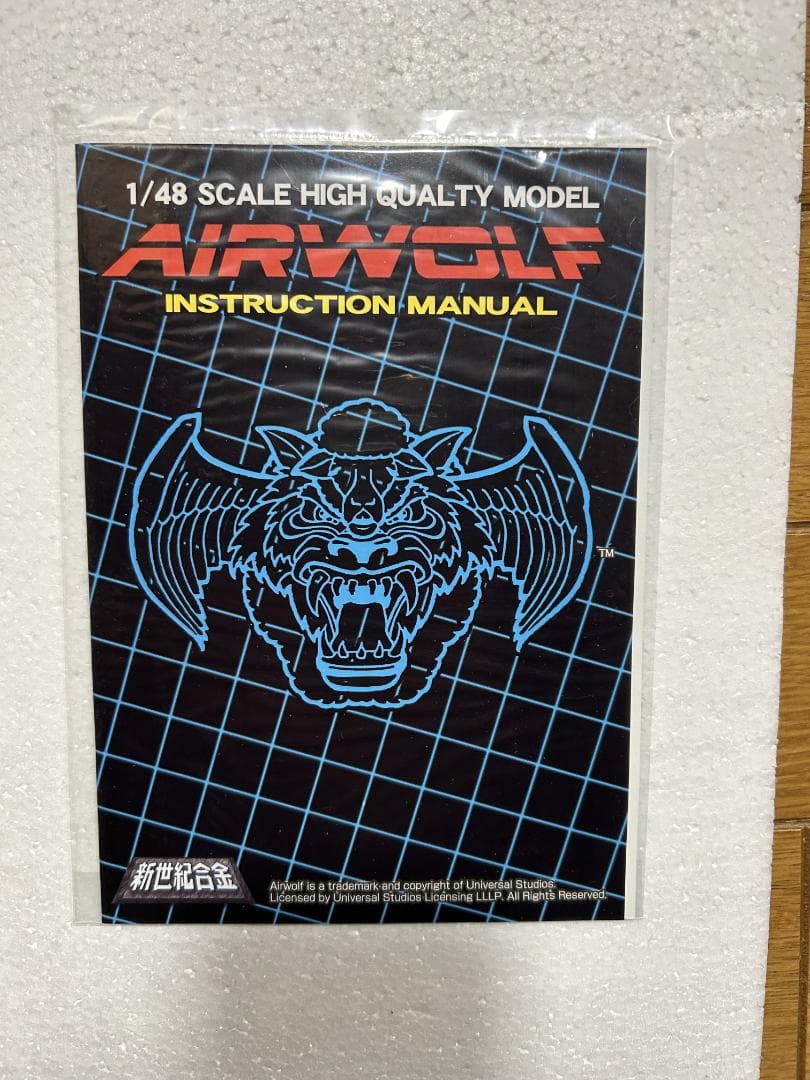 1/48 SCALE HIGH QUALTY MODEL
AIRWOLF
INSTRUCTION MANUAL
TM
新世紀合金
Airwolf is a trademark and copyright of Universal Studios.
Licensed by Universal Studios Licensing LLLP. All Rights Reserved.